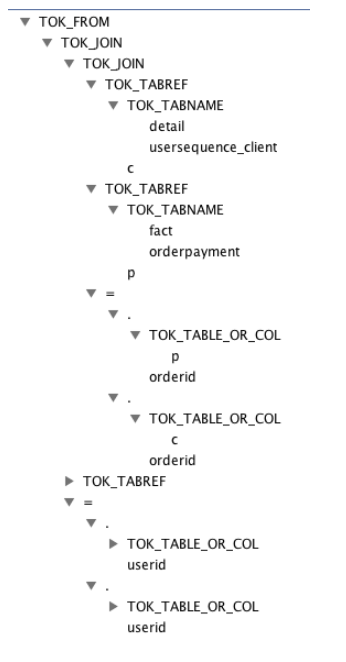 TOK_FROM
TOK_JOIN
TOK_JOIN
TOK_TABREF
TOK_TABNAME
detail
usersequence_client
c
TOK_TABREF
TOK_TABNAME
fact
orderpayment
p
=
.
TOK_TABLE_OR_COL
p
orderid
.
TOK_TABLE_OR_COL
c
orderid
TOK_TABREF
=
.
TOK_TABLE_OR_COL
userid
.
TOK_TABLE_OR_COL
userid